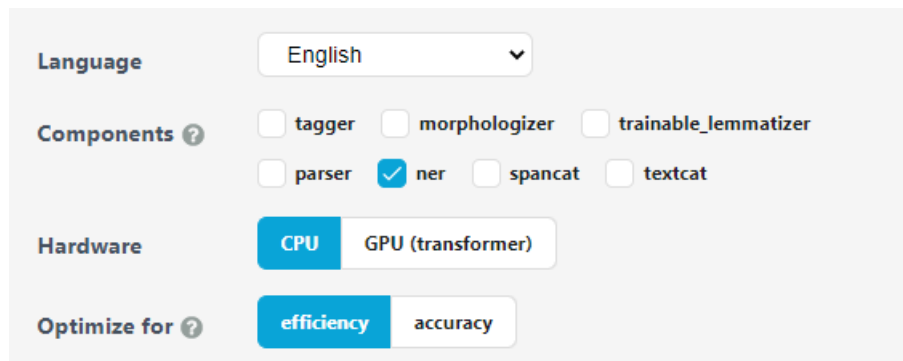 Language English
Components ? tagger morphologizer trainable_lemmatizer
parser ner spancat textcat
Hardware CPU GPU (transformer)
Optimize for ? efficiency accuracy